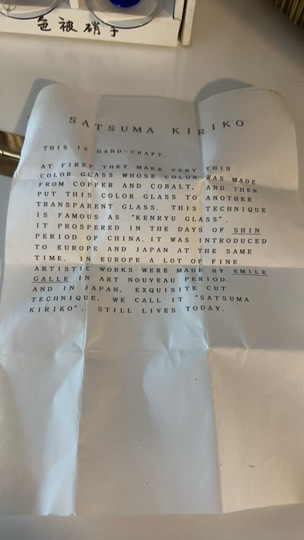 色被硝子
SATSUMA KIRIKO
THIS IS HAND-CRAFT.
AT FIRST THEY MAKE VERY THIN
COLOR GLASS WHOSE COLOR WAS MADE
FROM COPPER AND COBALT, AND THEN
PUT THIS COLOR GLASS TO ANOTHER
TRANSPARENT GLASS. THIS TECHNIQUE
IS FAMOUS AS "KENRYU GLASS".
IT PROSPERED IN THE DAYS OF SHIN
PERIOD OF CHINA. IT WAS INTRODUCED
TO EUROPE AND JAPAN AT THE SAME
TIME. IN EUROPE A LOT OF FINE
ARTISTIC WORKS WERE MADE BY EMILE
GALLE IN ART NOUVEAU PERIOD.
AND IN JAPAN, EXQUISITE CUT
TECHNIQUE, WE CALL IT "SATSUMA
KIRIKO", STILL LIVES TODAY.